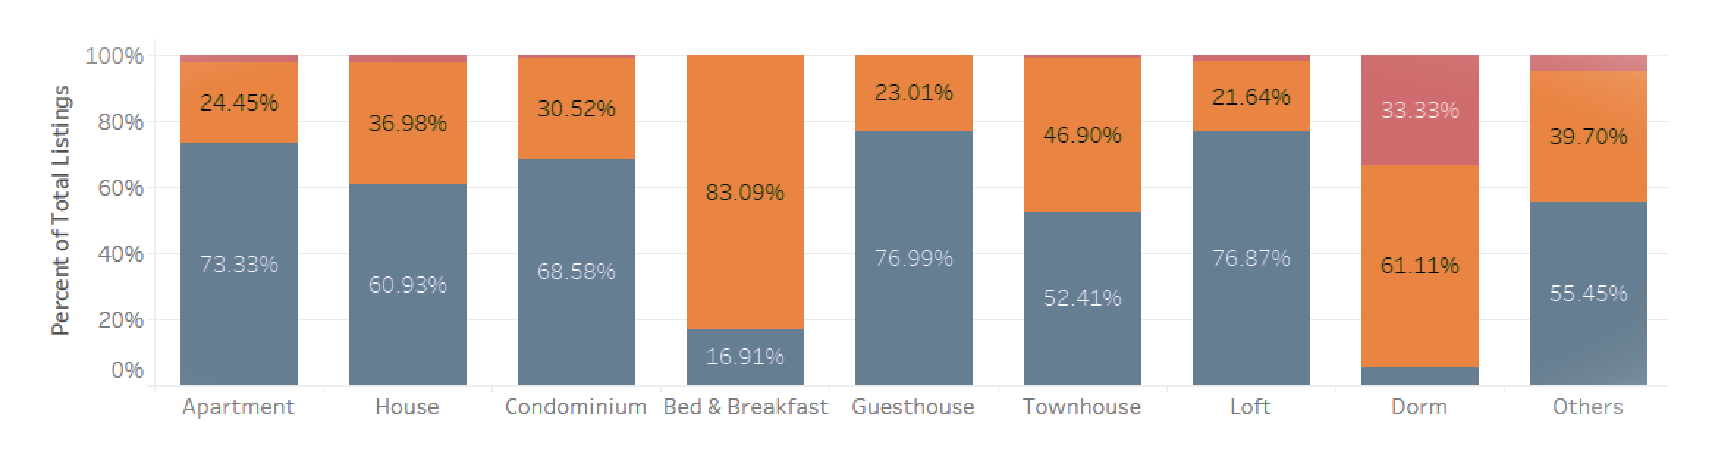 Percent of Total Listings
100%
80%
60%
40%
20%
0%
24.45%
73.33%
36.98%
60.93%
30.52%
68.58%
83.09%
16.91%
23.01%
76.99%
46.90%
52.41%
21.64%
76.87%
33.33%
61.11%
39.70%
55.45%
Apartment
House
Condominium
Bed & Breakfast
Guesthouse
Townhouse
Loft
Dorm
Others